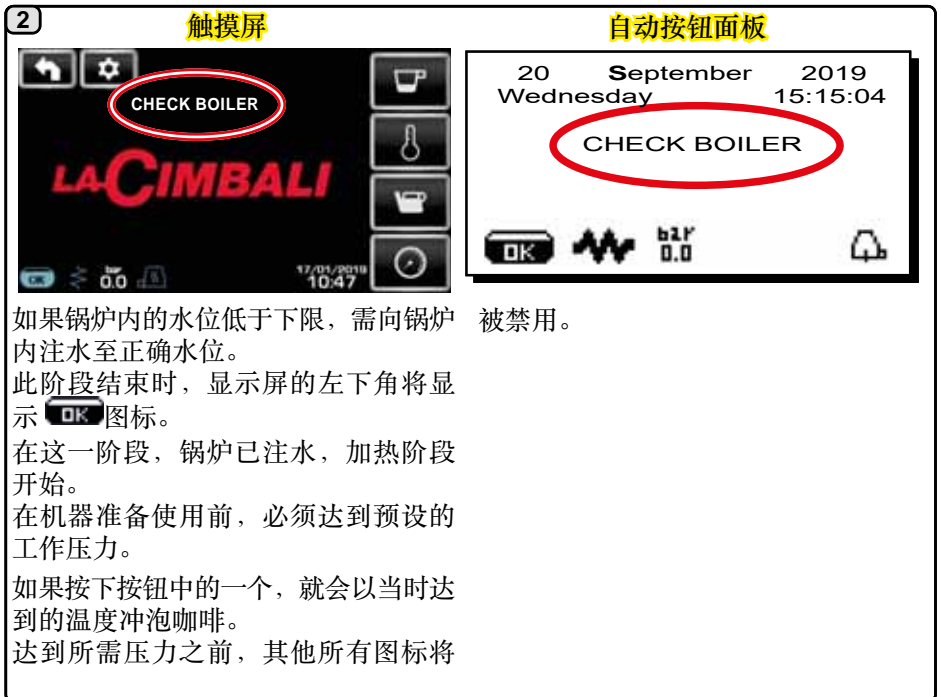 2
触摸屏
CHECK BOILER
LA CIMBALI
bar
0.0
17/01/2019
10:47
自动按钮面板
20 September 2019
Wednesday 15:15:04
CHECK BOILER
OK
bar
0.0
如果锅炉内的水位低于下限，需向锅炉
内注水至正确水位。
此阶段结束时，显示屏的左下角将显
示 OK 图标。
在这一阶段，锅炉已注水，加热阶段
开始。
在机器准备使用前，必须达到预设的
工作压力。
如果按下按钮中的一个，就会以当时达
到的温度冲泡咖啡。
达到所需压力之前，其他所有图标将
被禁用。